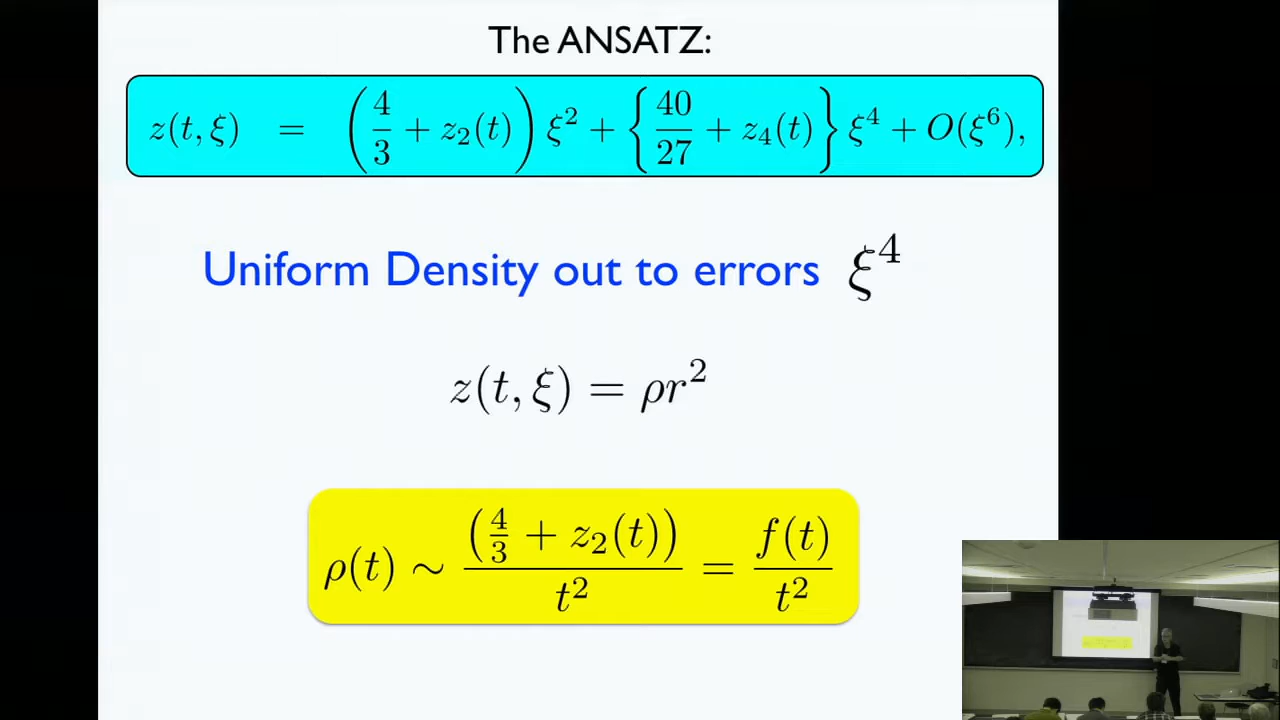 The ANSATZ:
z(t, ξ) = (4/3 + z₂(t)) ξ² + {40/27 + z₄(t)} ξ⁴ + O(ξ⁶),
Uniform Density out to errors ξ⁴
z(t, ξ) = ρr²
ρ(t) ∼ (4/3 + z₂(t))/t² = f(t)/t²